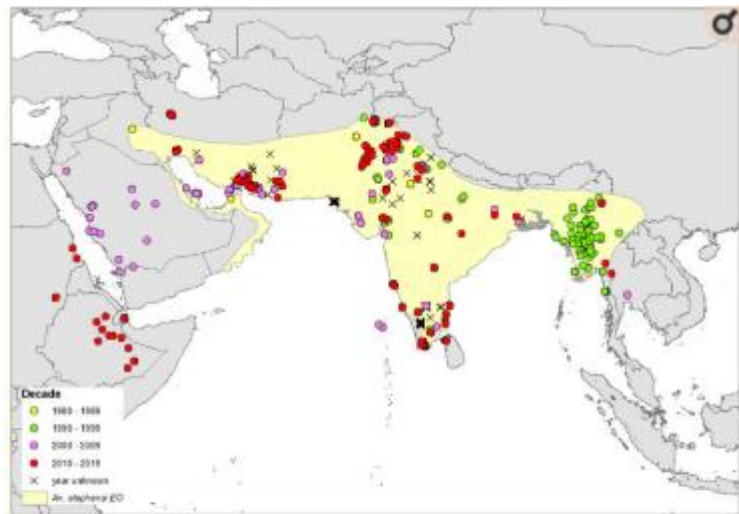 Decade
1980 - 1989
1990 - 1999
2000 - 2009
2010 - 2019
year unknown
An. stephensi EO